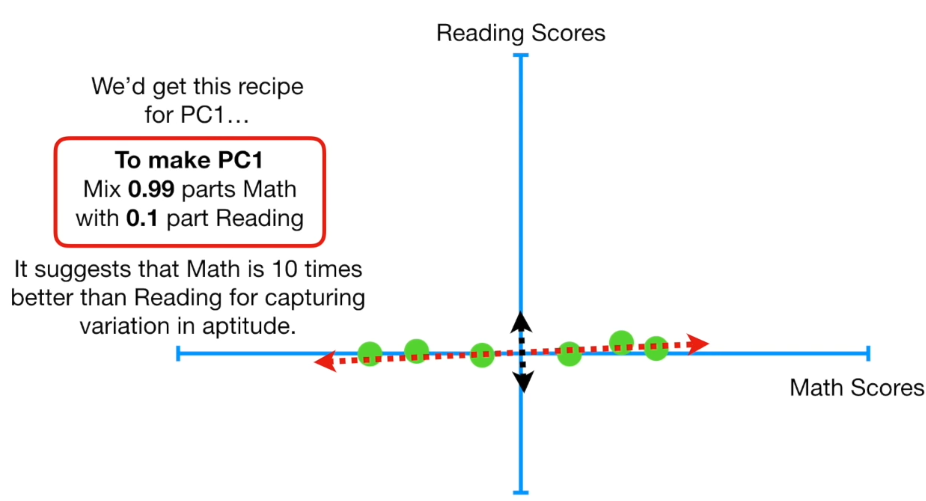 Reading Scores
We’d get this recipe
for PC1…
To make PC1
Mix 0.99 parts Math
with 0.1 part Reading
It suggests that Math is 10 times
better than Reading for capturing
variation in aptitude.
Math Scores